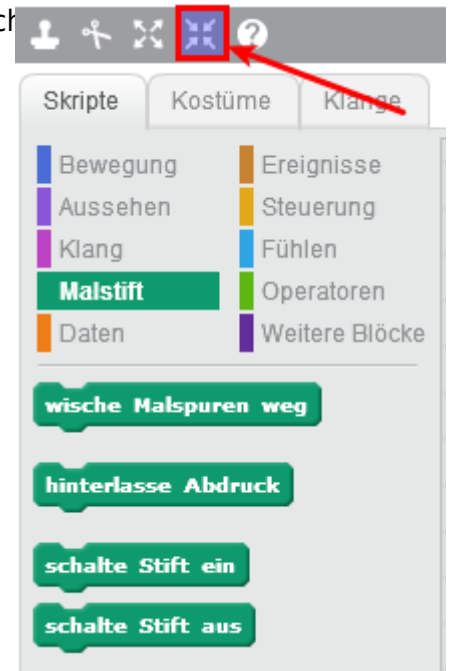 ch
?
Skripte Kostüme Klänge
Bewegung Ereignisse
Aussehen Steuerung
Klang Fühlen
Malstift Operatoren
Daten Weitere Blöcke
wische Malspuren weg
hinterlasse Abdruck
schalte Stift ein
schalte Stift aus